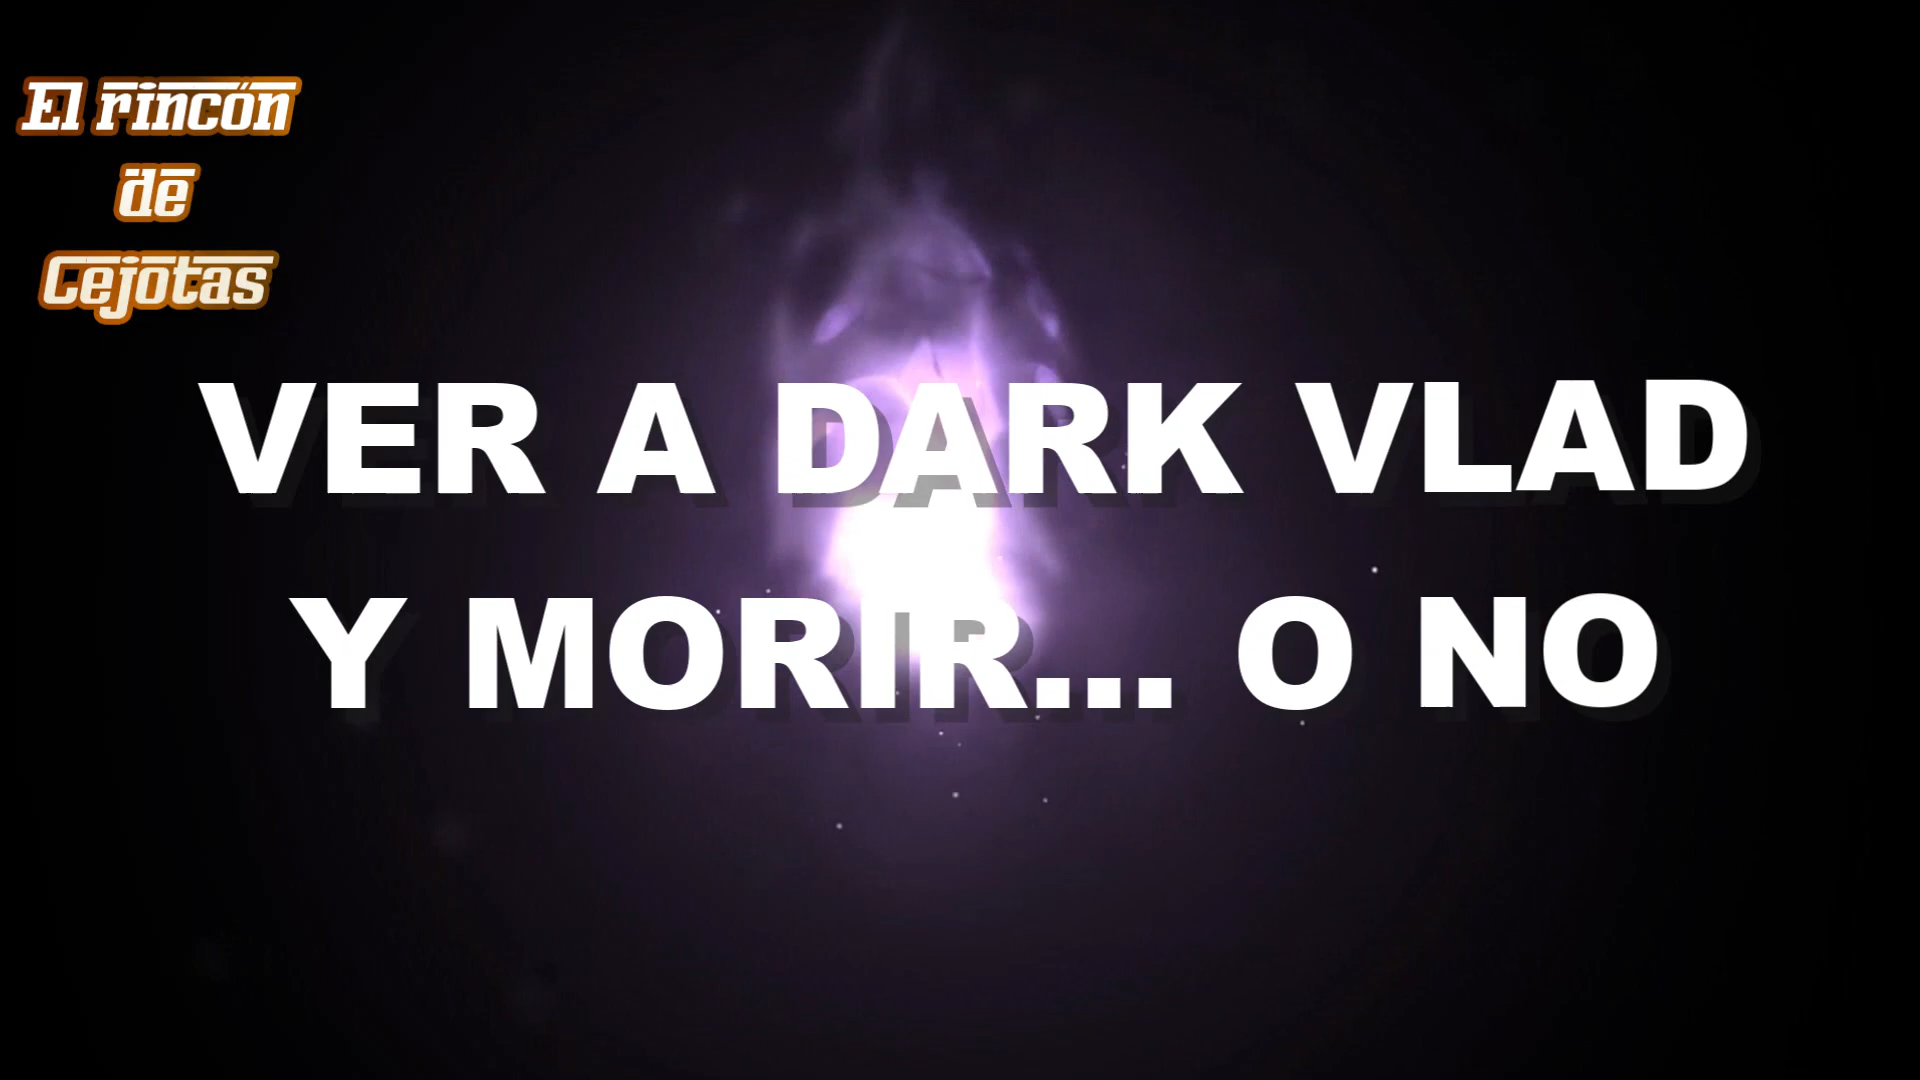 El rincón
de
Cejotas
VER A DARK VLAD
Y MORIR... O NO